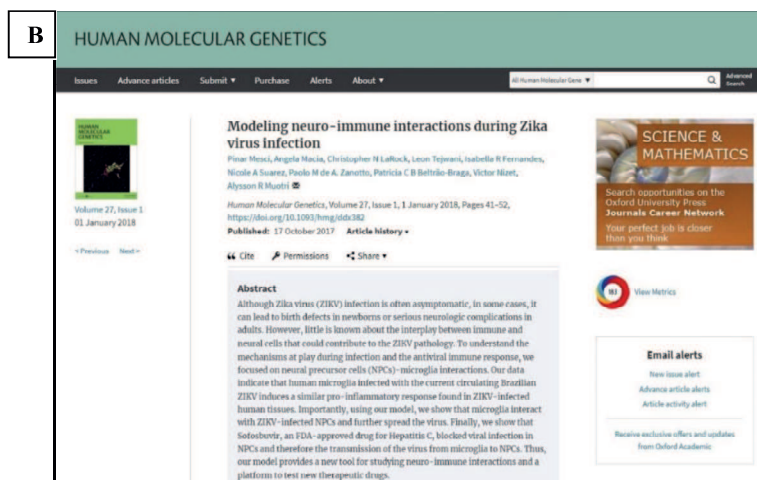 B
HUMAN MOLECULAR GENETICS
Issues Advance articles Submit ▼ Purchase Alerts About ▼ All Human Molecular Gene ▼ Advanced Search
HUMAN
MOLECULAR
GENETICS
Volume 27, Issue 1
01 January 2018
< Previous Next >
Modeling neuro-immune interactions during Zika
virus infection
Pinar Mesci, Angela Macia, Christopher N LaRock, Leon Tejwani, Isabella R Fernandes,
Nicole A Suarez, Paolo M de A. Zanotto, Patricia C B Beltrão-Braga, Victor Nizet,
Alysson R Muotri
Human Molecular Genetics, Volume 27, Issue 1, 1 January 2018, Pages 41–52,
https://doi.org/10.1093/hmg/ddx382
Published: 17 October 2017 Article history ▾
Cite Permissions Share ▼
Abstract
Although Zika virus (ZIKV) infection is often asymptomatic, in some cases, it
can lead to birth defects in newborns or serious neurologic complications in
adults. However, little is known about the interplay between immune and
neural cells that could contribute to the ZIKV pathology. To understand the
mechanisms at play during infection and the antiviral immune response, we
focused on neural precursor cells (NPCs)-microglia interactions. Our data
indicate that human microglia infected with the current circulating Brazilian
ZIKV induces a similar pro-inflammatory response found in ZIKV-infected
human tissues. Importantly, using our model, we show that microglia interact
with ZIKV-infected NPCs and further spread the virus. Finally, we show that
Sofosbuvir, an FDA-approved drug for Hepatitis C, blocked viral infection in
NPCs and therefore the transmission of the virus from microglia to NPCs. Thus,
our model provides a new tool for studying neuro-immune interactions and a
platform to test new therapeutic drugs.
SCIENCE &
MATHEMATICS
Search opportunities on the
Oxford University Press
Journals Career Network
Your perfect job is closer
than you think
View Metrics
Email alerts
New issue alert
Advance article alerts
Article activity alert
Receive exclusive offers and updates
from Oxford Academic